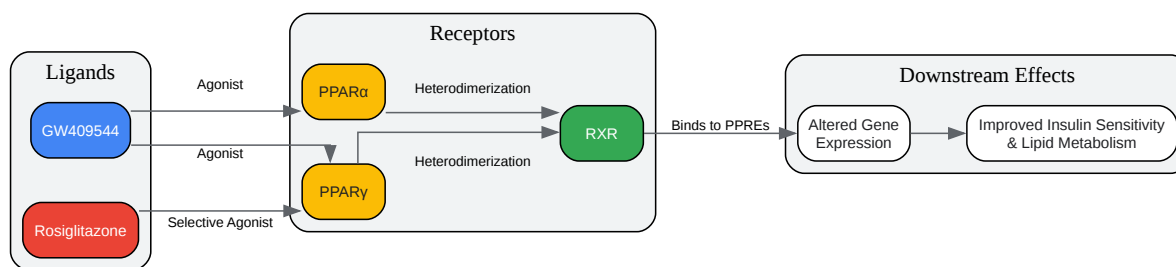 Ligands
GW409544
Rosiglitazone
Agonist
Agonist
Selective Agonist
Receptors
PPARα
PPARγ
Heterodimerization
Heterodimerization
RXR
Binds to PPREs
Downstream Effects
Altered Gene
Expression
Improved Insulin Sensitivity
& Lipid Metabolism